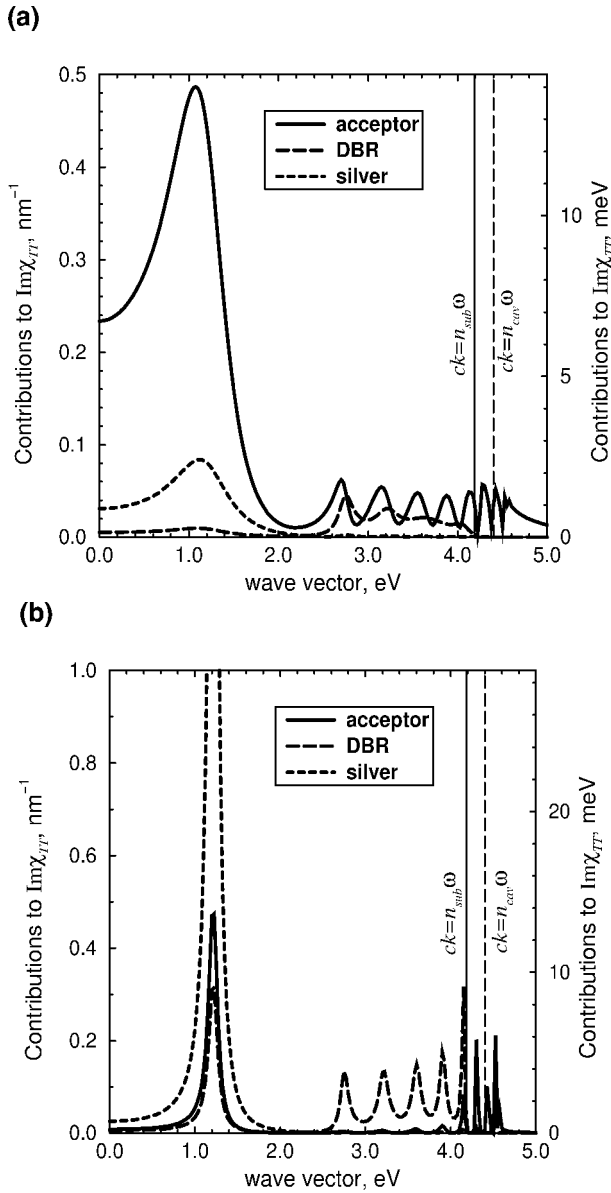 (a)
0.5
0.4
0.3
0.2
0.1
0.0
Contributions to Imχ_TT, nm⁻¹
acceptor
DBR
silver
ck=n_sub ω
ck=n_cav ω
10
5
0
Contributions to Imχ_TT, meV
0.0 1.0 2.0 3.0 4.0 5.0
wave vector, eV
(b)
1.0
0.8
0.6
0.4
0.2
0.0
Contributions to Imχ_TT, nm⁻¹
acceptor
DBR
silver
ck=n_sub ω
ck=n_cav ω
20
10
0
Contributions to Imχ_TT, meV
0.0 1.0 2.0 3.0 4.0 5.0
wave vector, eV